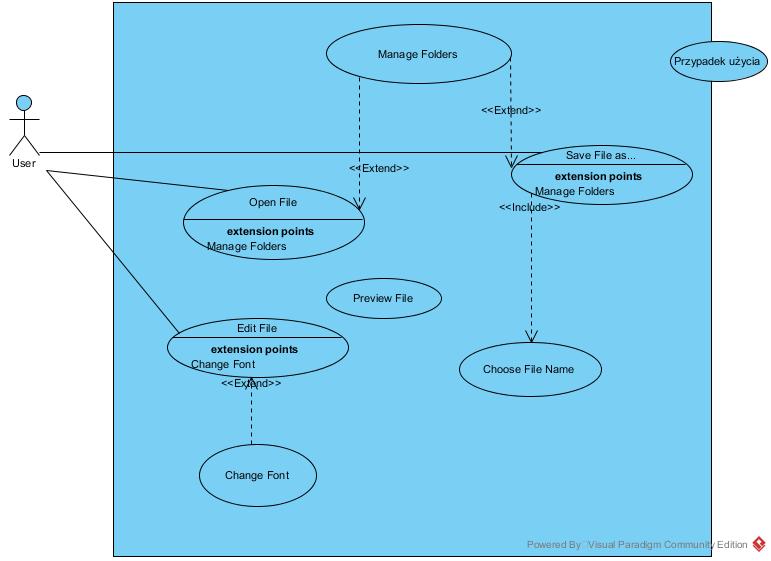 Manage Folders
Przypadek użycia
<<Extend>>
User
Save File as...
<<Extend>>
extension points
Manage Folders
Open File
<<Include>>
extension points
Manage Folders
Preview File
Edit File
extension points
Change Font
Choose File Name
<<Extend>>
Change Font
Powered By Visual Paradigm Community Edition